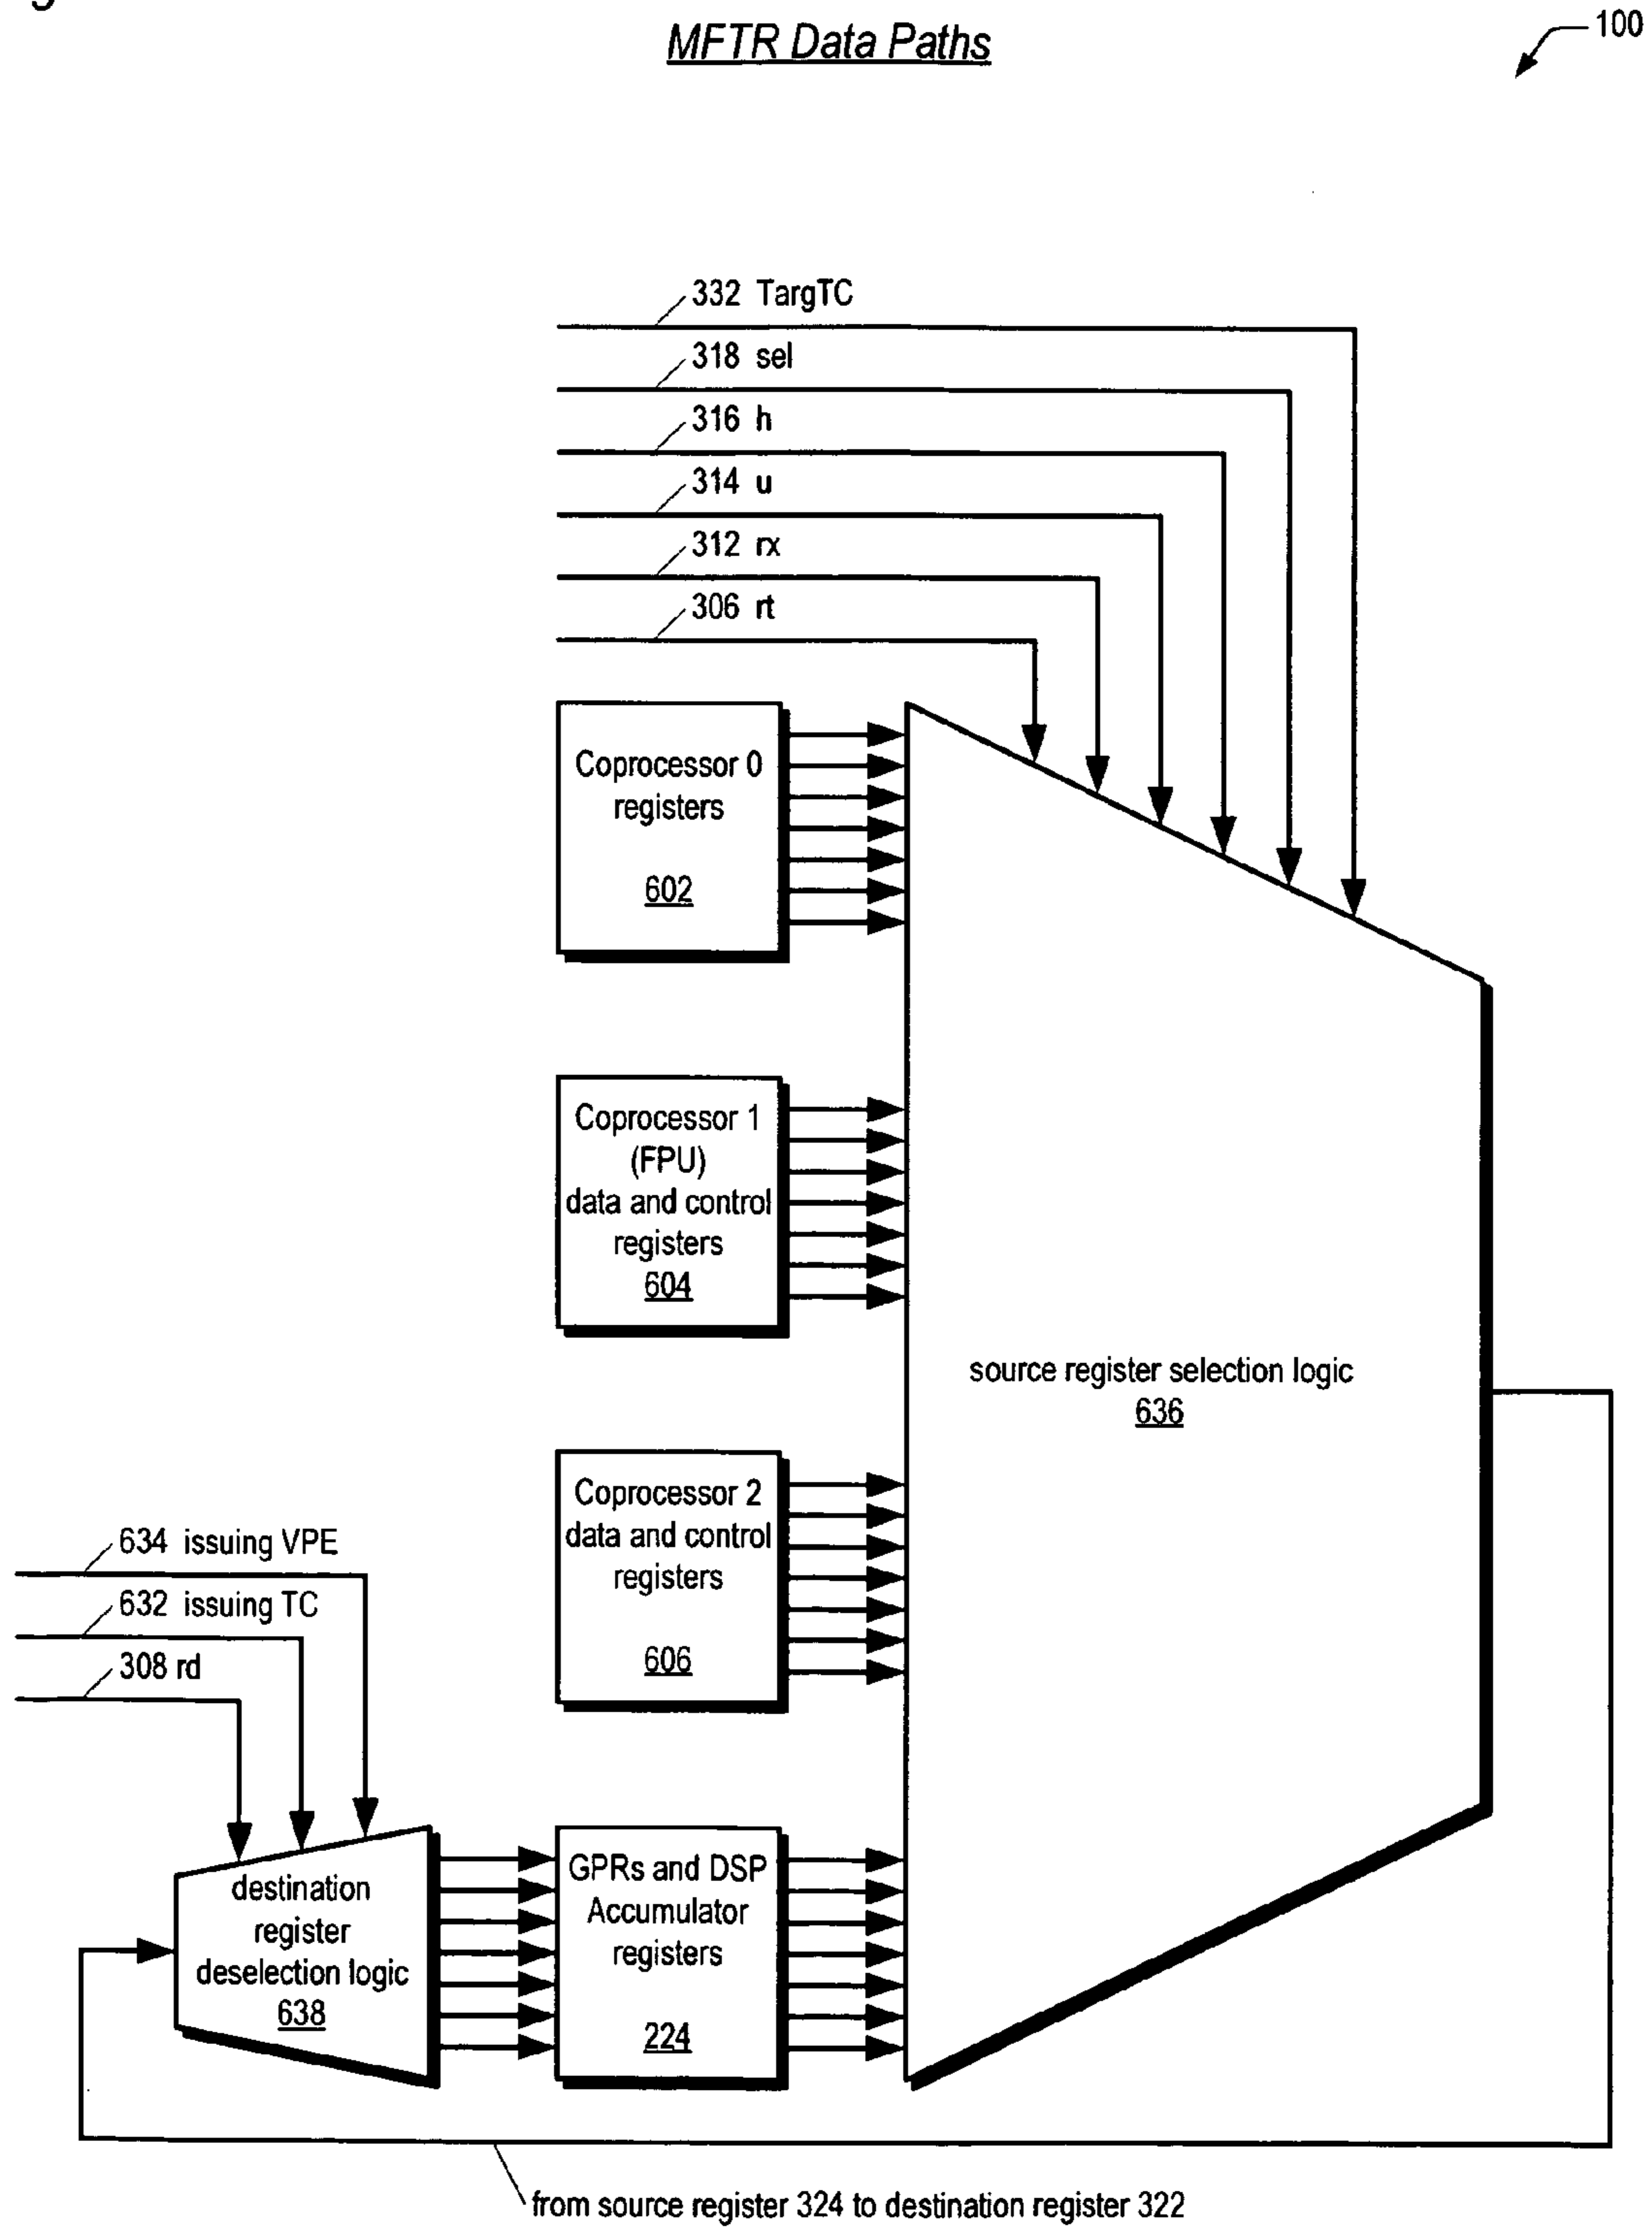 MFTR Data Paths
100
332 TargTC
318 sel
316 h
314 u
312 rx
306 rt
Coprocessor 0
registers
602
Coprocessor 1
(FPU)
data and control
registers
604
source register selection logic
636
Coprocessor 2
data and control
registers
606
634 issuing VPE
632 issuing TC
308 rd
destination
register
deselection logic
638
GPRs and DSP
Accumulator
registers
224
from source register 324 to destination register 322